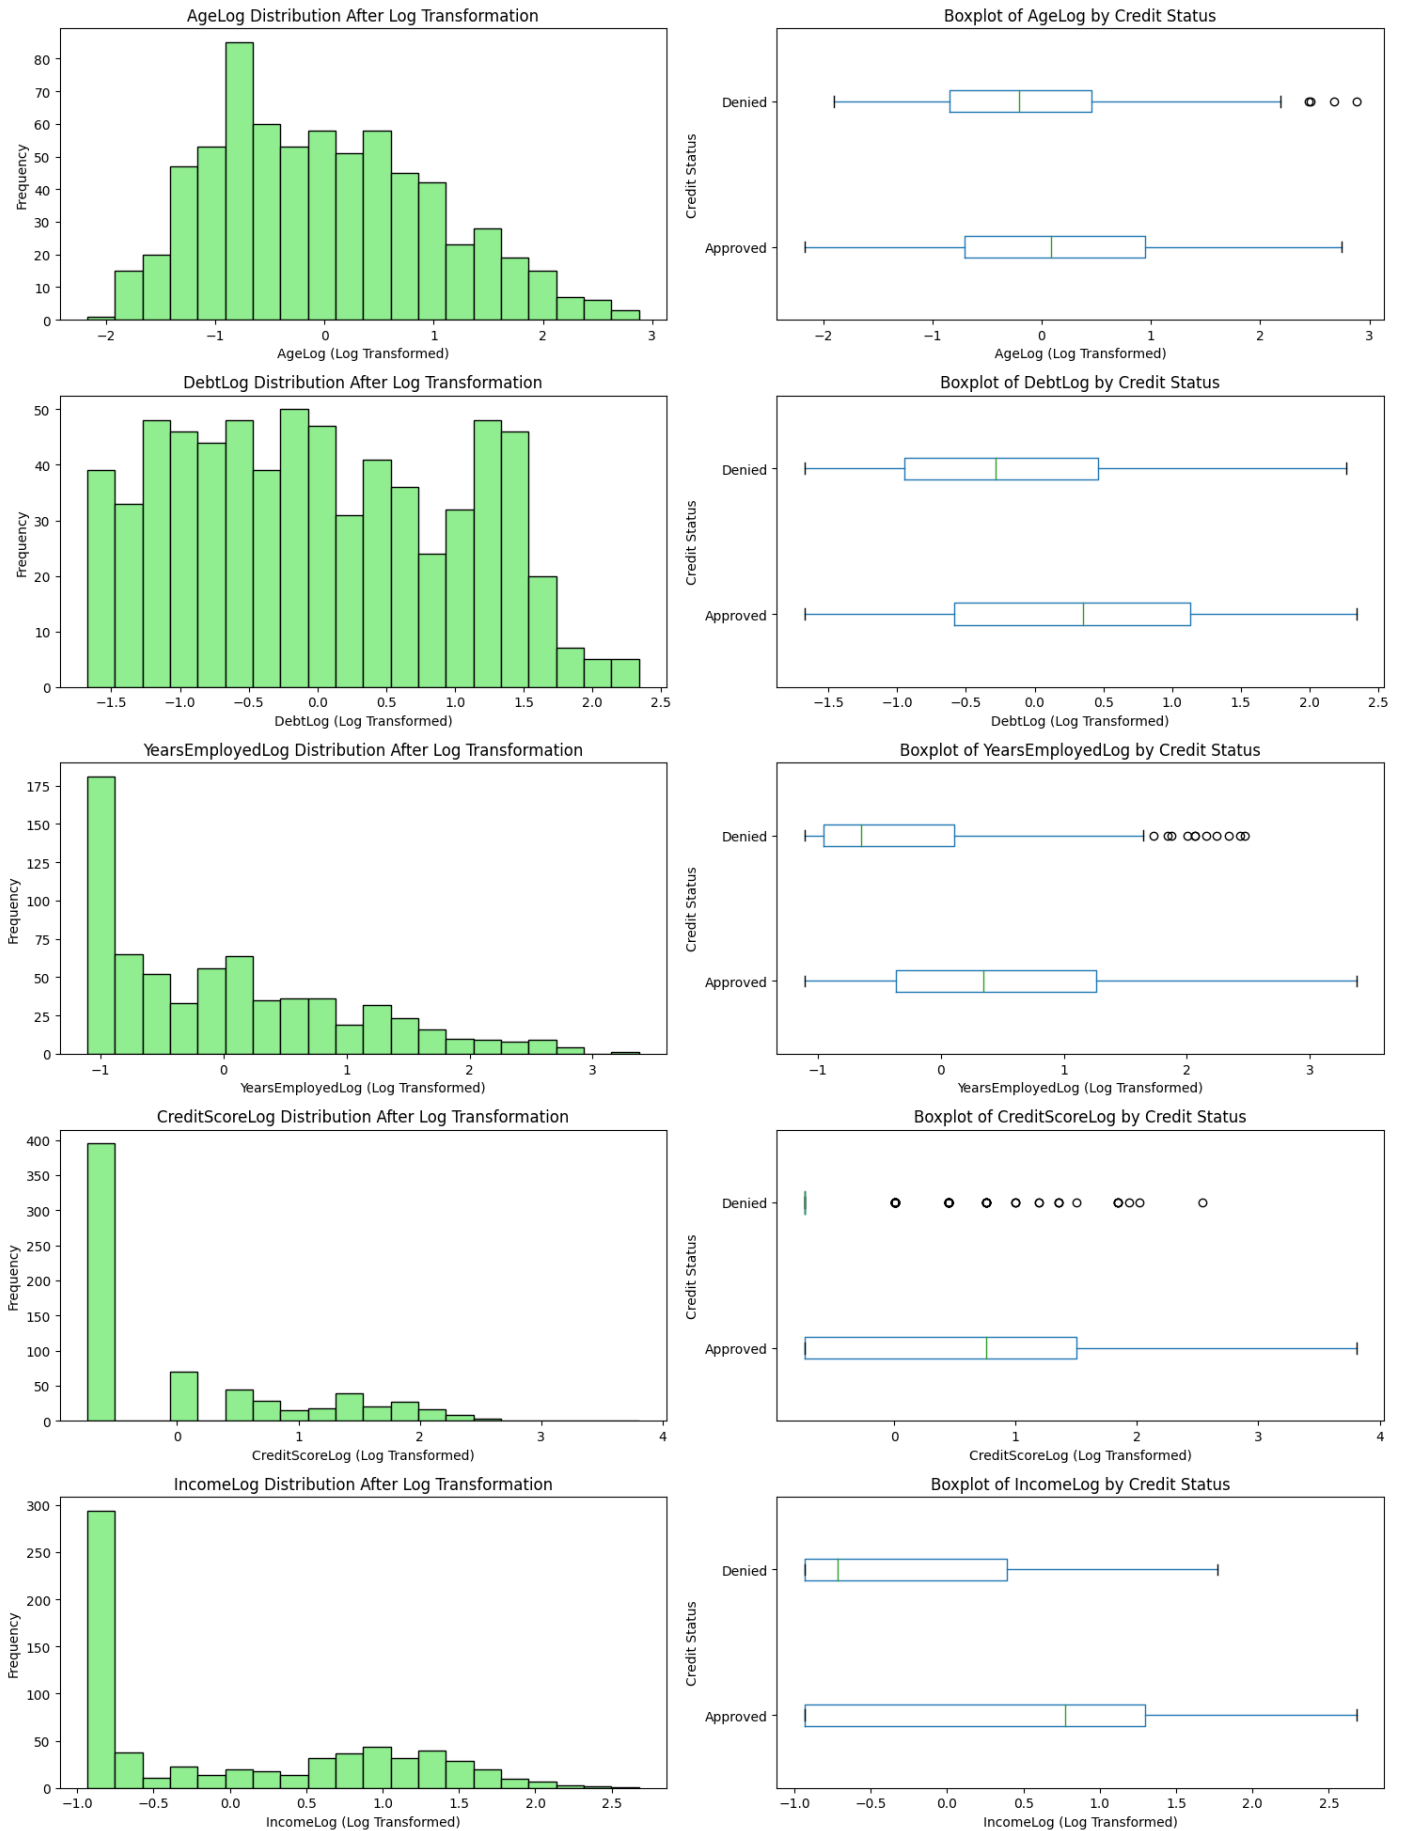 AgeLog Distribution After Log Transformation
80
70
60
50
40
30
20
10
0
Frequency
−2 −1 0 1 2 3
AgeLog (Log Transformed)
Boxplot of AgeLog by Credit Status
Denied
Approved
Credit Status
−2 −1 0 1 2 3
AgeLog (Log Transformed)
DebtLog Distribution After Log Transformation
50
40
30
20
10
0
Frequency
−1.5 −1.0 −0.5 0.0 0.5 1.0 1.5 2.0 2.5
DebtLog (Log Transformed)
Boxplot of DebtLog by Credit Status
Denied
Approved
Credit Status
−1.5 −1.0 −0.5 0.0 0.5 1.0 1.5 2.0 2.5
DebtLog (Log Transformed)
YearsEmployedLog Distribution After Log Transformation
175
150
125
100
75
50
25
0
Frequency
−1 0 1 2 3
YearsEmployedLog (Log Transformed)
Boxplot of YearsEmployedLog by Credit Status
Denied
Approved
Credit Status
−1 0 1 2 3
YearsEmployedLog (Log Transformed)
CreditScoreLog Distribution After Log Transformation
400
350
300
250
200
150
100
50
0
Frequency
0 1 2 3 4
CreditScoreLog (Log Transformed)
Boxplot of CreditScoreLog by Credit Status
Denied
Approved
Credit Status
0 1 2 3 4
CreditScoreLog (Log Transformed)
IncomeLog Distribution After Log Transformation
300
250
200
150
100
50
0
Frequency
−1.0 −0.5 0.0 0.5 1.0 1.5 2.0 2.5
IncomeLog (Log Transformed)
Boxplot of IncomeLog by Credit Status
Denied
Approved
Credit Status
−1.0 −0.5 0.0 0.5 1.0 1.5 2.0 2.5
IncomeLog (Log Transformed)